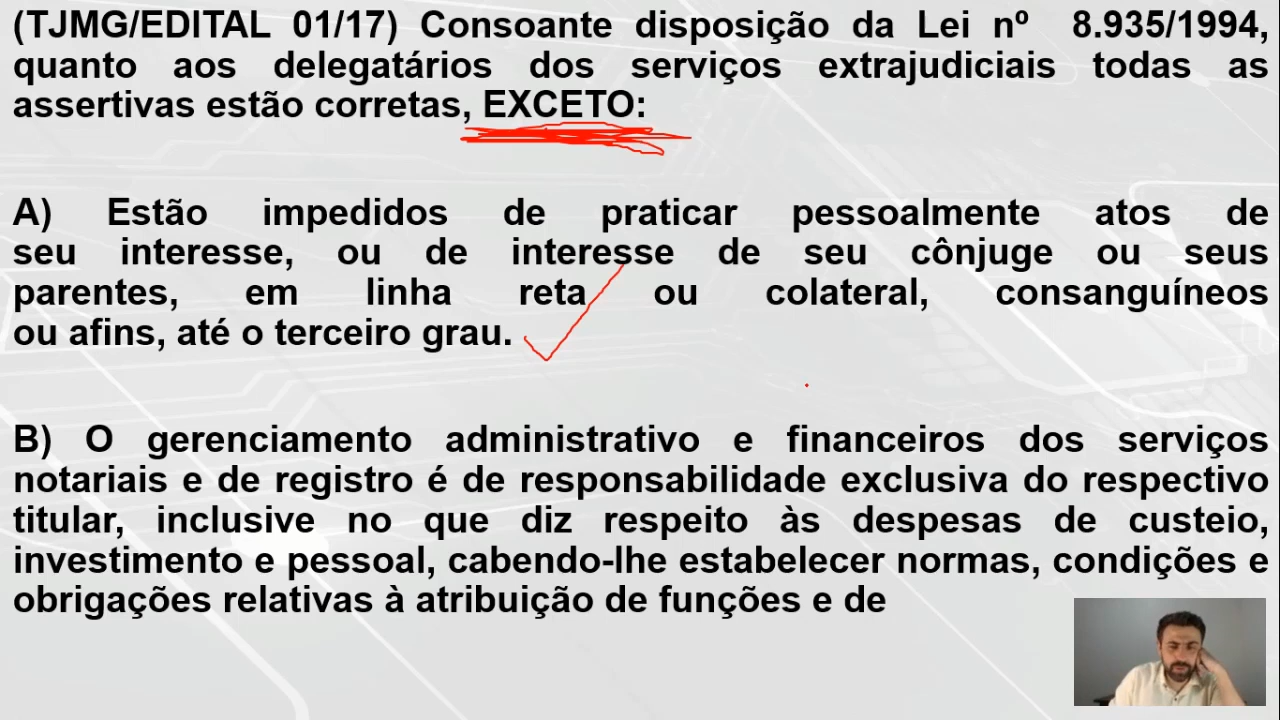 (TJMG/EDITAL 01/17) Consoante disposição da Lei nº 8.935/1994,
quanto aos delegatários dos serviços extrajudiciais todas as
assertivas estão corretas, EXCETO:
A) Estão impedidos de praticar pessoalmente atos de
seu interesse, ou de interesse de seu cônjuge ou seus
parentes, em linha reta ou colateral, consanguíneos
ou afins, até o terceiro grau.
B) O gerenciamento administrativo e financeiros dos serviços
notariais e de registro é de responsabilidade exclusiva do respectivo
titular, inclusive no que diz respeito às despesas de custeio,
investimento e pessoal, cabendo-lhe estabelecer normas, condições e
obrigações relativas à atribuição de funções e de